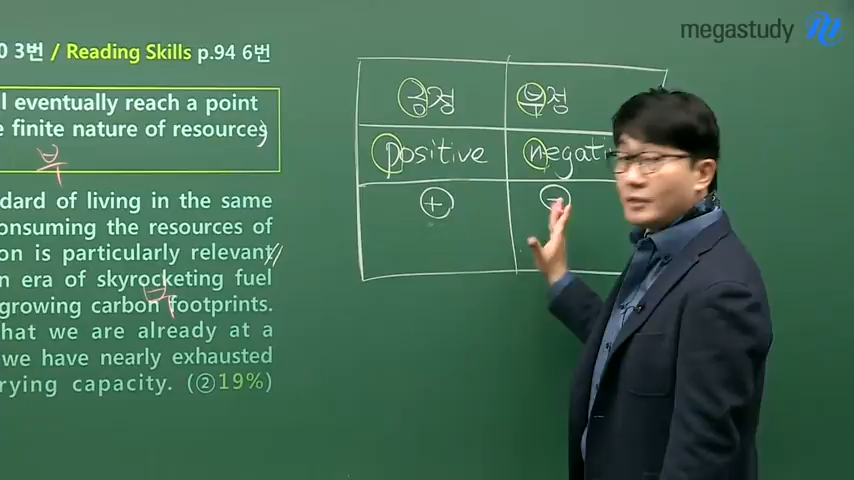 megastudy
0 3번 / Reading Skills p.94 6번
l eventually reach a point
e finite nature of resources
부
dard of living in the same
onsuming the resources of
on is particularly relevant
n era of skyrocketing fuel
growing carbon footprints.
부
hat we are already at a
we have nearly exhausted
rying capacity. (②19%)
긍정 부정
positive negati
+ -